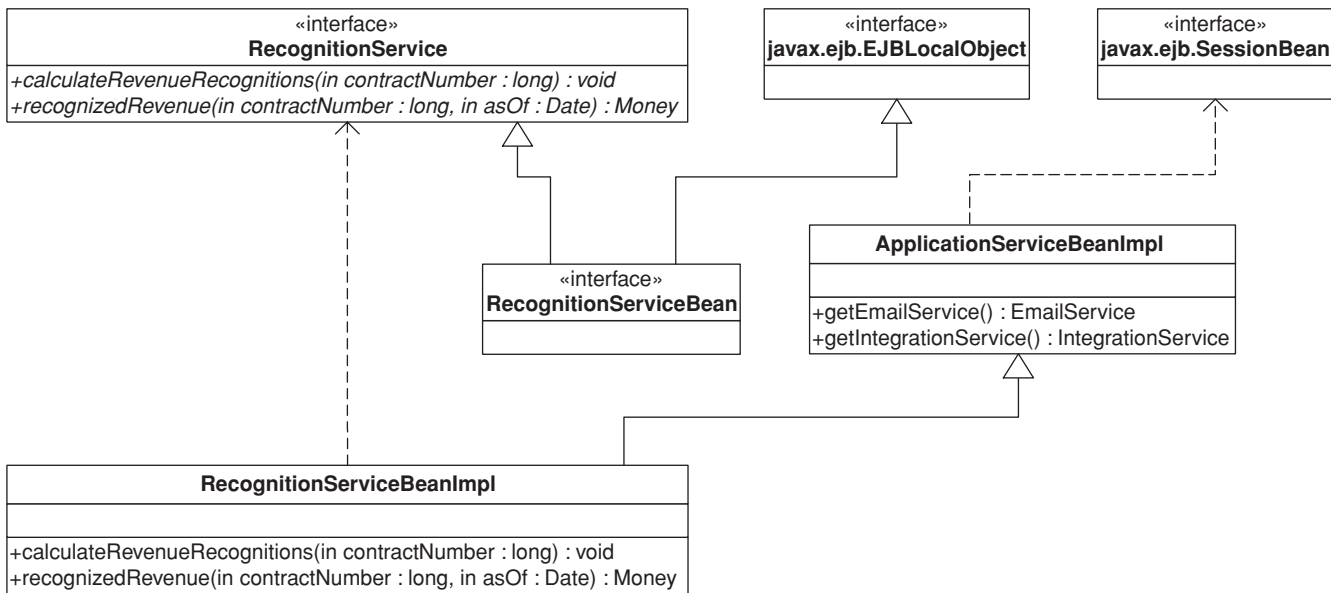 «interface»
RecognitionService
+calculateRevenueRecognitions(in contractNumber : long) : void
+recognizedRevenue(in contractNumber : long, in asOf : Date) : Money
«interface»
javax.ejb.EJBLocalObject
«interface»
javax.ejb.SessionBean
«interface»
RecognitionServiceBean
ApplicationServiceBeanImpl
+getEmailService() : EmailService
+getIntegrationService() : IntegrationService
RecognitionServiceBeanImpl
+calculateRevenueRecognitions(in contractNumber : long) : void
+recognizedRevenue(in contractNumber : long, in asOf : Date) : Money